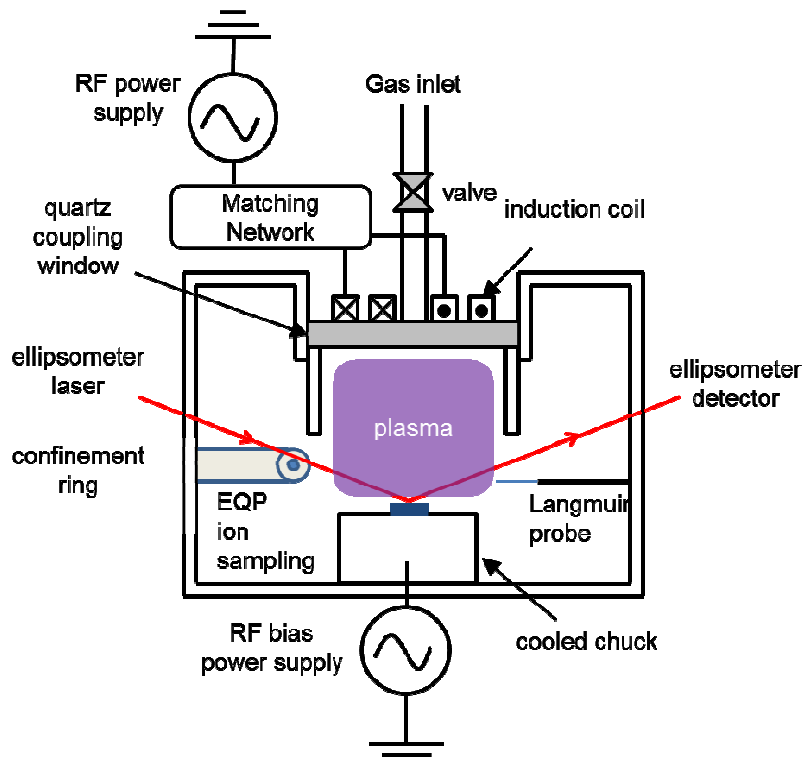 RF power
supply
Gas inlet
valve
Matching
Network
induction coil
quartz
coupling
window
ellipsometer
laser
ellipsometer
detector
plasma
confinement
ring
EQP
ion
sampling
Langmuir
probe
RF bias
power supply
cooled chuck